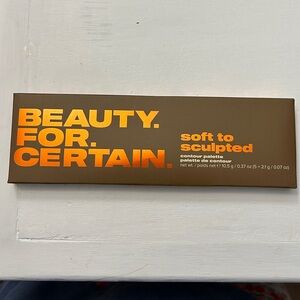 BEAUTY.
FOR.
CERTAIN.
soft to
sculpted
contour palette
palette de contour
net wt. / poids net ℮ 10.5 g / 0.37 oz (5 × 2.1 g / 0.07 oz)